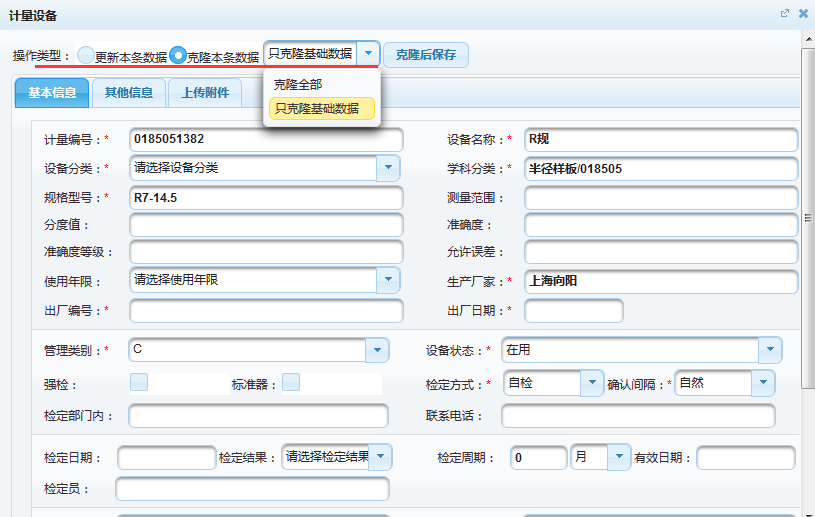 计量设备
操作类型： 更新本条数据 克隆本条数据 只克隆基础数据 克隆后保存
克隆全部
只克隆基础数据
基本信息 其他信息 上传附件
计量编号：* 0185051382 设备名称：* R规
设备分类：* 请选择设备分类 学科分类：* 半径样板/018505
规格型号：* R7-14.5 测量范围：
分度值： 准确度：
准确度等级： 允许误差：
使用年限：* 请选择使用年限 生产厂家：* 上海向阳
出厂编号：* 出厂日期：*
管理类别：* C 设备状态：* 在用
强检： 标准器： 检定方式：* 自检 确认间隔：* 自然
检定部门内： 联系电话：
检定日期： 检定结果： 请选择检定结果 检定周期： 0 月 有效日期：
检定员：